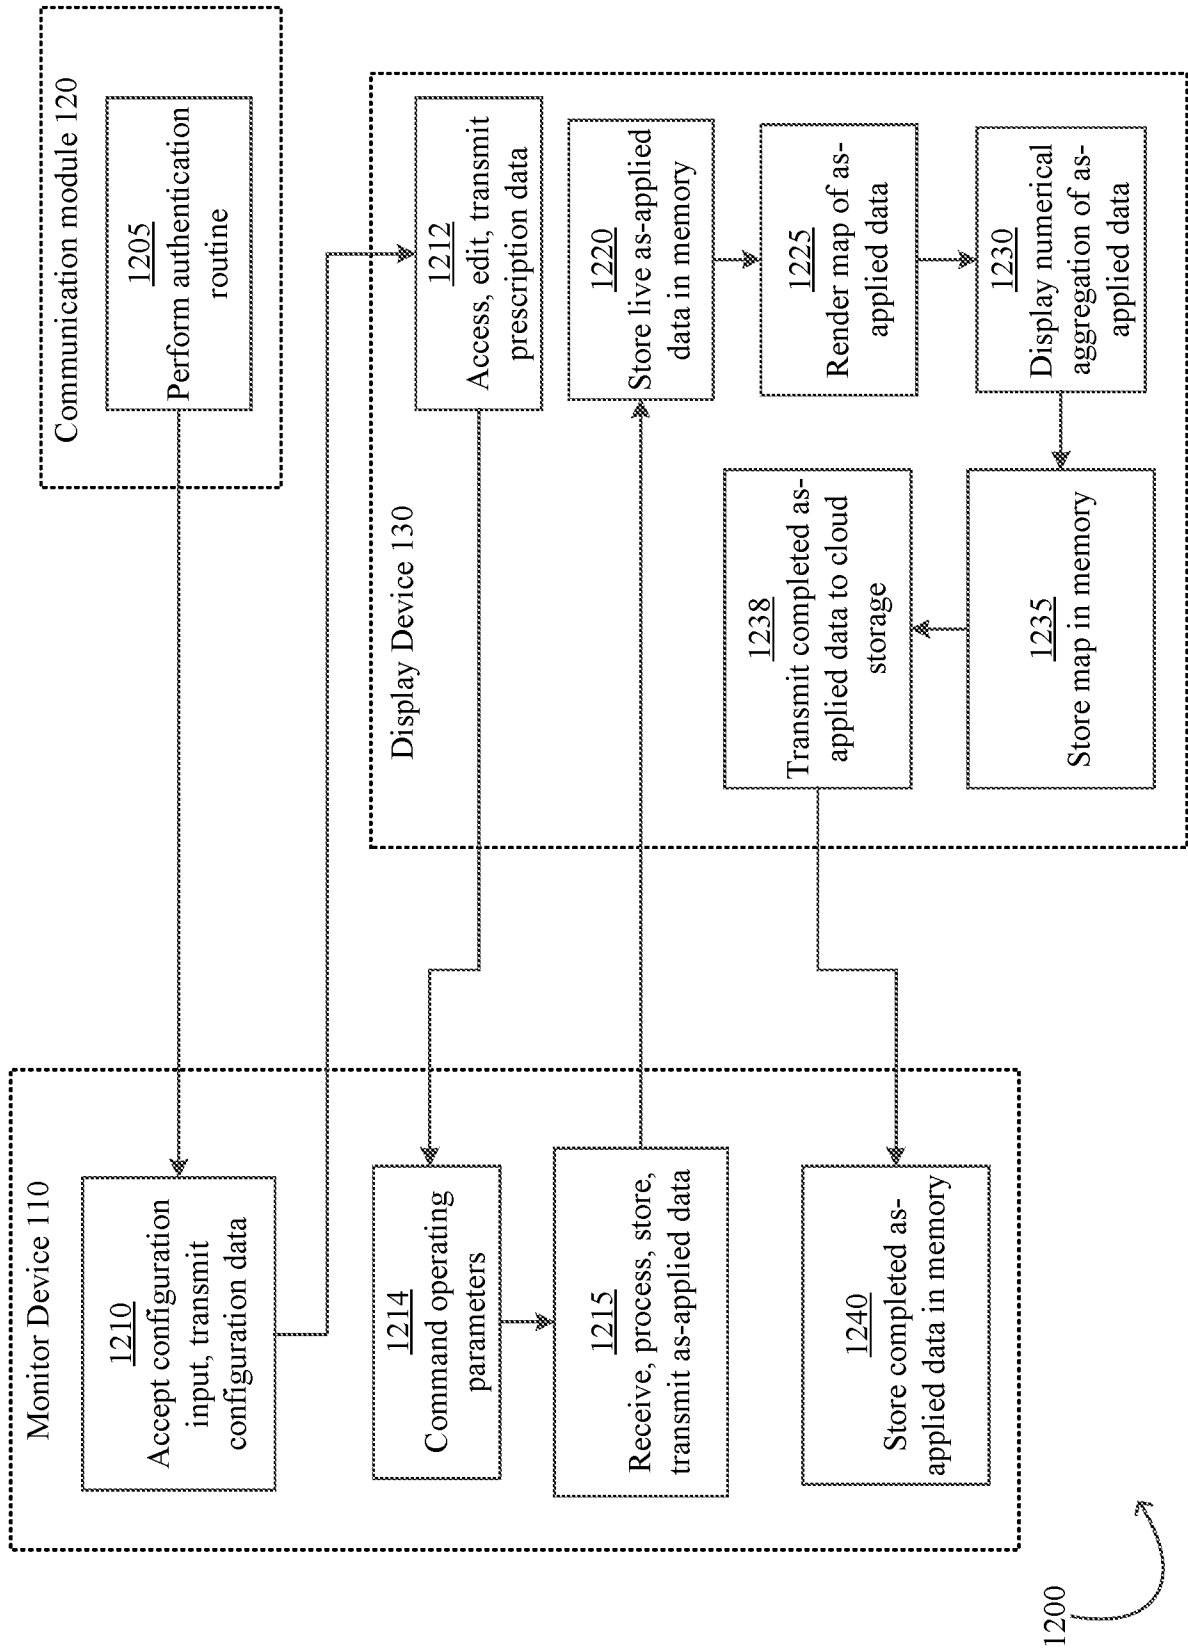 Monitor Device 110
1210
Accept configuration
input, transmit
configuration data
1214
Command operating
parameters
1215
Receive, process, store,
transmit as-applied data
1240
Store completed as-
applied data in memory
Communication module 120
1205
Perform authentication
routine
Display Device 130
1212
Access, edit, transmit
prescription data
1220
Store live as-applied
data in memory
1225
Render map of as-
applied data
1230
Display numerical
aggregation of as-
applied data
1238
Transmit completed as-
applied data to cloud
storage
1235
Store map in memory
1200